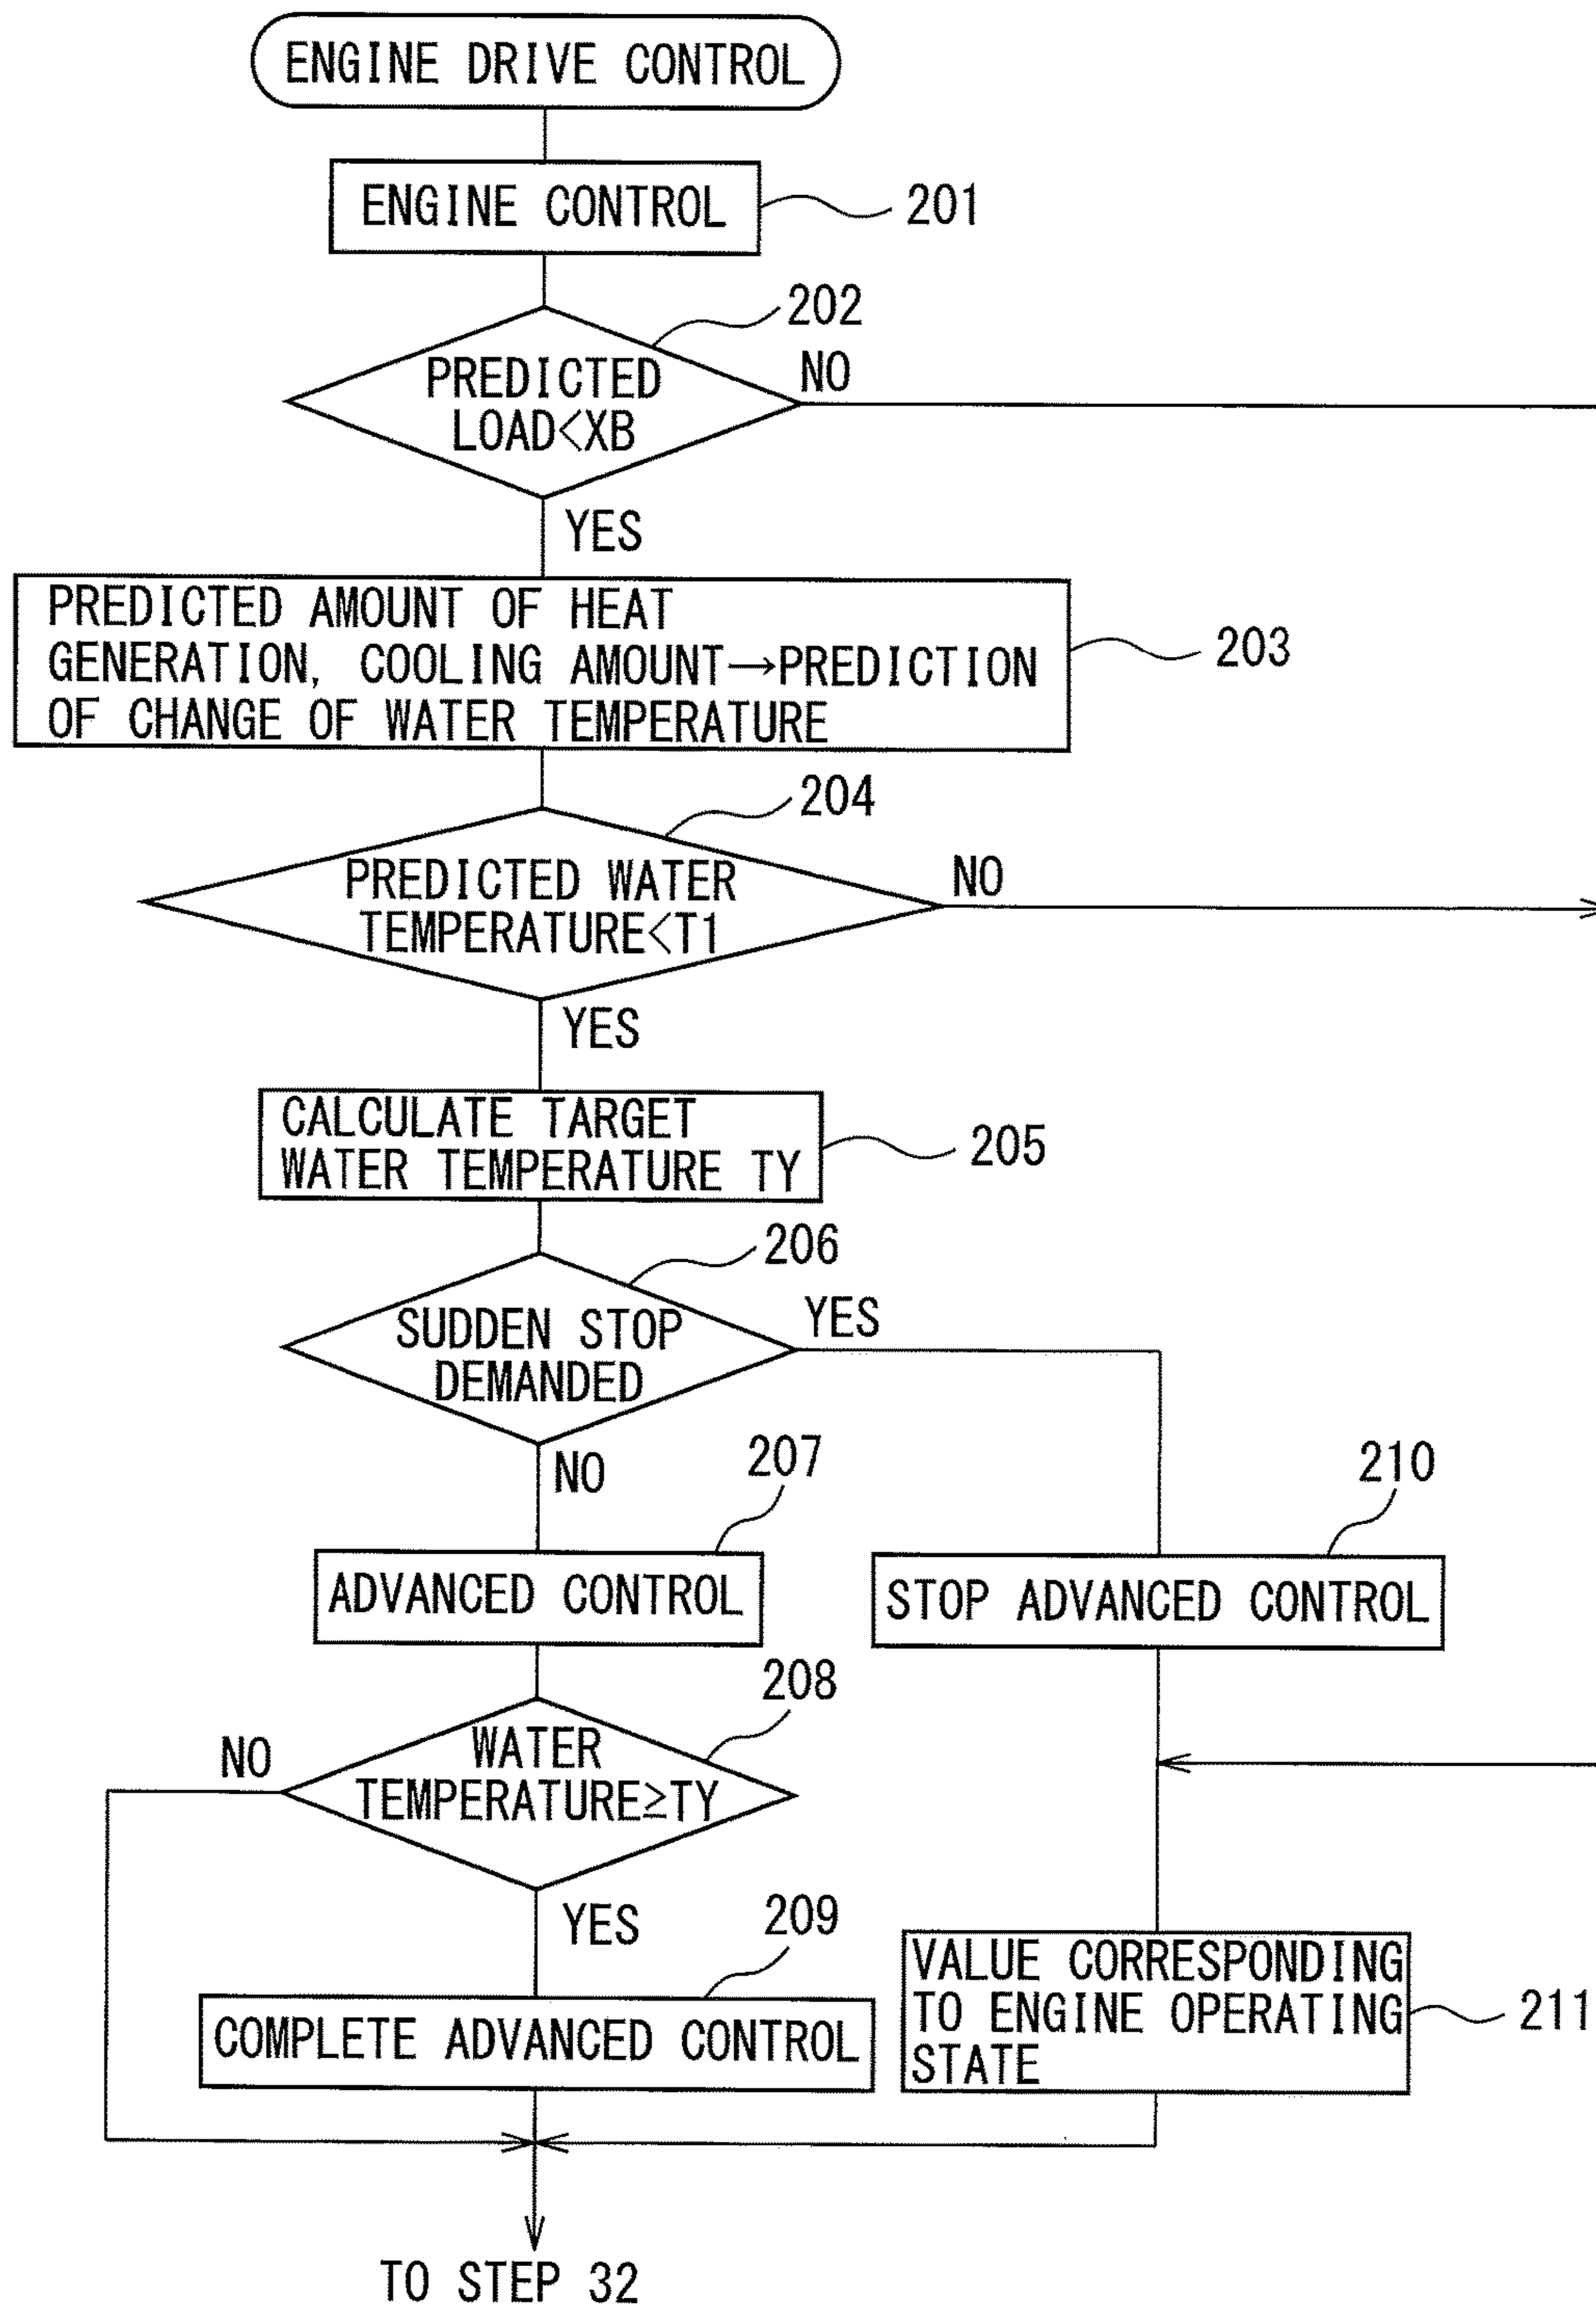 ENGINE DRIVE CONTROL
ENGINE CONTROL
201
202
PREDICTED
LOAD<XB
NO
YES
PREDICTED AMOUNT OF HEAT
GENERATION, COOLING AMOUNT→PREDICTION
OF CHANGE OF WATER TEMPERATURE
203
204
PREDICTED WATER
TEMPERATURE<T1
NO
YES
CALCULATE TARGET
WATER TEMPERATURE TY
205
206
SUDDEN STOP
DEMANDED
YES
NO
207
ADVANCED CONTROL
210
STOP ADVANCED CONTROL
208
WATER
TEMPERATURE≥TY
NO
YES
209
COMPLETE ADVANCED CONTROL
VALUE CORRESPONDING
TO ENGINE OPERATING
STATE
211
TO STEP 32